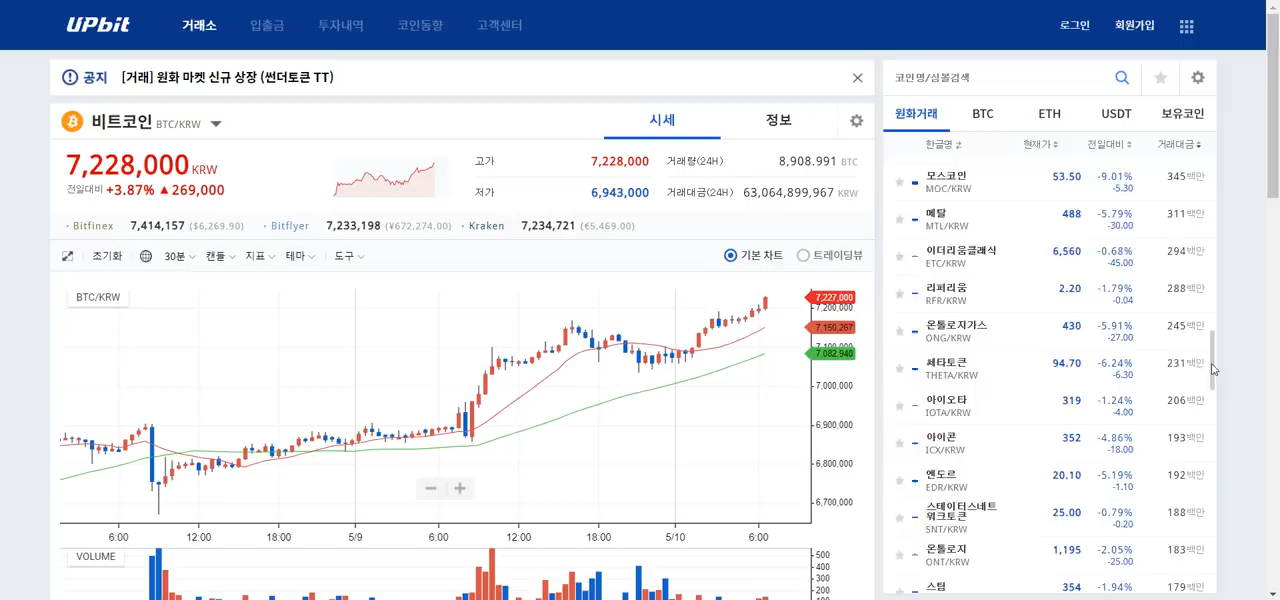 UPbit 거래소 입출금 투자내역 코인동향 고객센터 로그인 회원가입
공지 [거래] 원화 마켓 신규 상장 (썬더토큰 TT)
비트코인 BTC/KRW 시세 정보
7,228,000 KRW
전일대비 +3.87% ▲ 269,000
고가 7,228,000 거래량(24H) 8,908.991 BTC
저가 6,943,000 거래대금(24H) 63,064,899,967 KRW
· Bitfinex 7,414,157 ($6,269.90) · Bitflyer 7,233,198 (¥672,274.00) · Kraken 7,234,721 (€5,469.00)
초기화 30분 캔들 지표 테마 도구 기본 차트 트레이딩뷰
BTC/KRW
7,227,000
7,200,000
7,150,267
7,100,000
7,082,940
7,000,000
6,900,000
6,800,000
6,700,000
6:00 12:00 18:00 5/9 6:00 12:00 18:00 5/10 6:00
VOLUME
500
400
300
200
100
코인명/심볼검색
원화거래 BTC ETH USDT 보유코인
한글명 현재가 전일대비 거래대금
모스코인 53.50 -9.01% 345백만
MOC/KRW -5.30
메탈 488 -5.79% 311백만
MTL/KRW -30.00
이더리움클래식 6,560 -0.68% 294백만
ETC/KRW -45.00
리퍼리움 2.20 -1.79% 288백만
RFR/KRW -0.04
온톨로지가스 430 -5.91% 245백만
ONG/KRW -27.00
쎄타토큰 94.70 -6.24% 231백만
THETA/KRW -6.30
아이오타 319 -1.24% 206백만
IOTA/KRW -4.00
아이콘 352 -4.86% 193백만
ICX/KRW -18.00
엔도르 20.10 -5.19% 192백만
EDR/KRW -1.10
스테이터스네트
워크토큰 25.00 -0.79% 188백만
SNT/KRW -0.20
온톨로지 1,195 -2.05% 183백만
ONT/KRW -25.00
스팀 354 -1.94% 179백만